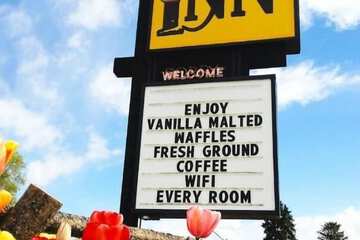 INN
WELCOME
ENJOY
VANILLA MALTED
WAFFLES
FRESH GROUND
COFFEE
WIFI
EVERY ROOM